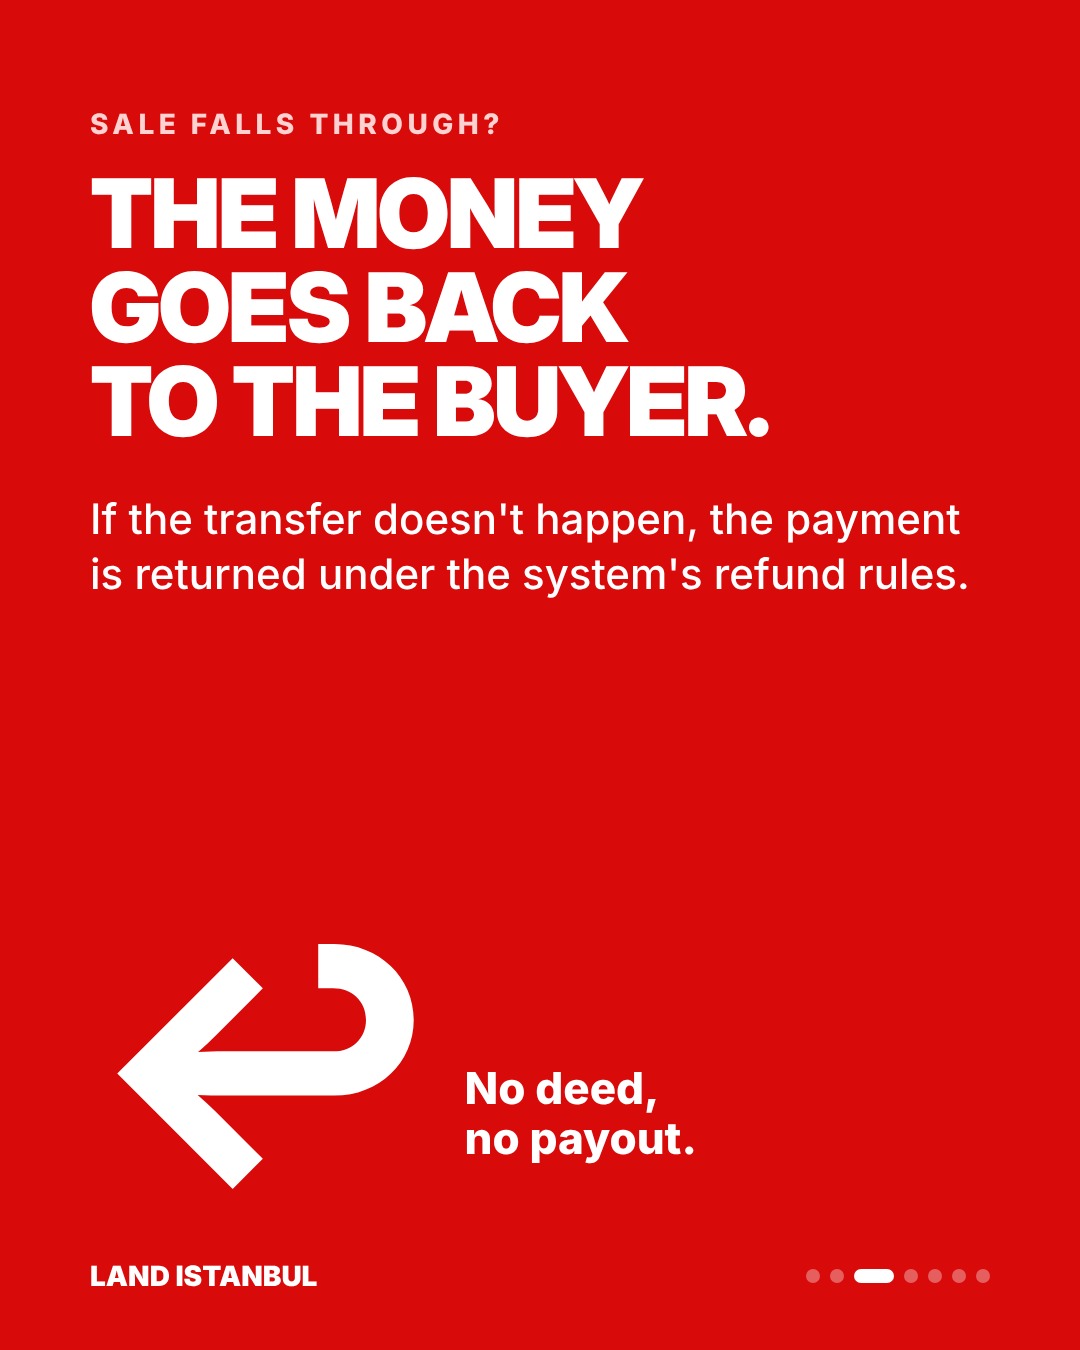 SALE FALLS THROUGH?
THE MONEY
GOES BACK
TO THE BUYER.
If the transfer doesn't happen, the payment
is returned under the system's refund rules.
No deed,
no payout.
LAND ISTANBUL